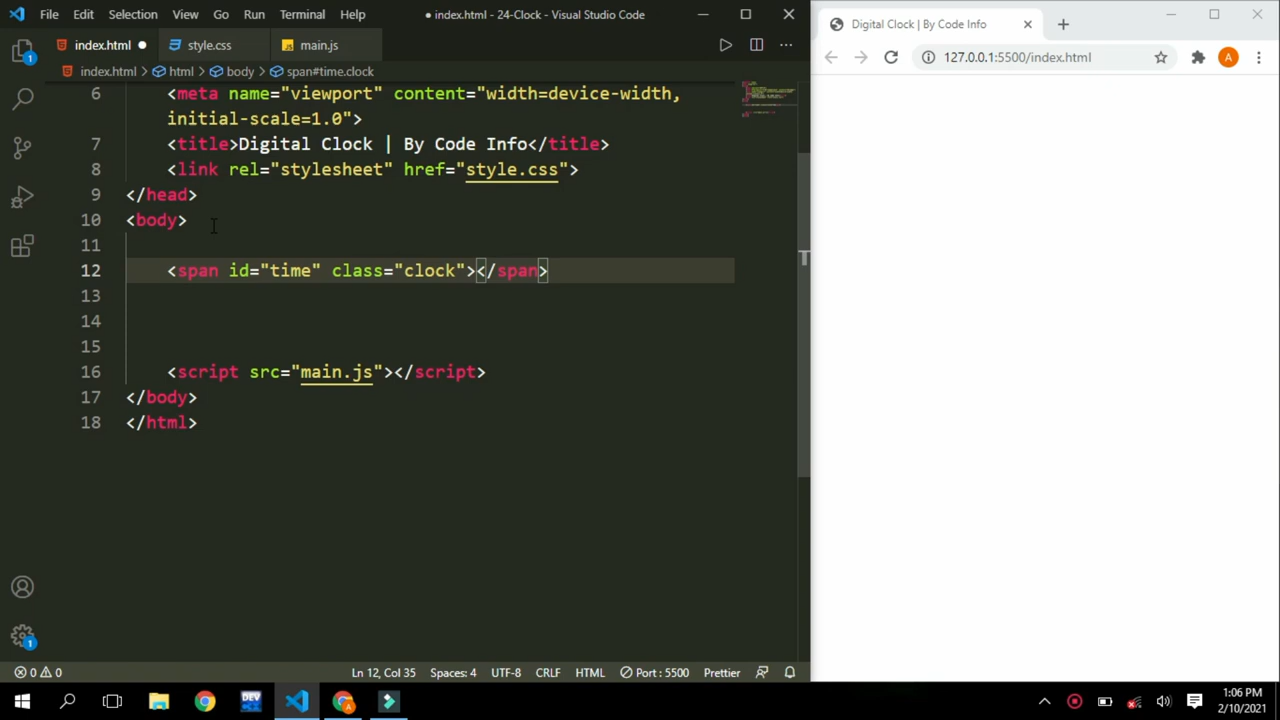 File Edit Selection View Go Run Terminal Help ● index.html - 24-Clock - Visual Studio Code
index.html ● style.css main.js
index.html > html > body > span#time.clock
6 <meta name="viewport" content="width=device-width,
initial-scale=1.0">
7 <title>Digital Clock | By Code Info</title>
8 <link rel="stylesheet" href="style.css">
9 </head>
10 <body>
11
12 <span id="time" class="clock"></span>
13
14
15
16 <script src="main.js"></script>
17 </body>
18 </html>
1
1
0 0 Ln 12, Col 35 Spaces: 4 UTF-8 CRLF HTML Port : 5500 Prettier
Digital Clock | By Code Info
127.0.0.1:5500/index.html A
T
DEV
1:06 PM
2/10/2021